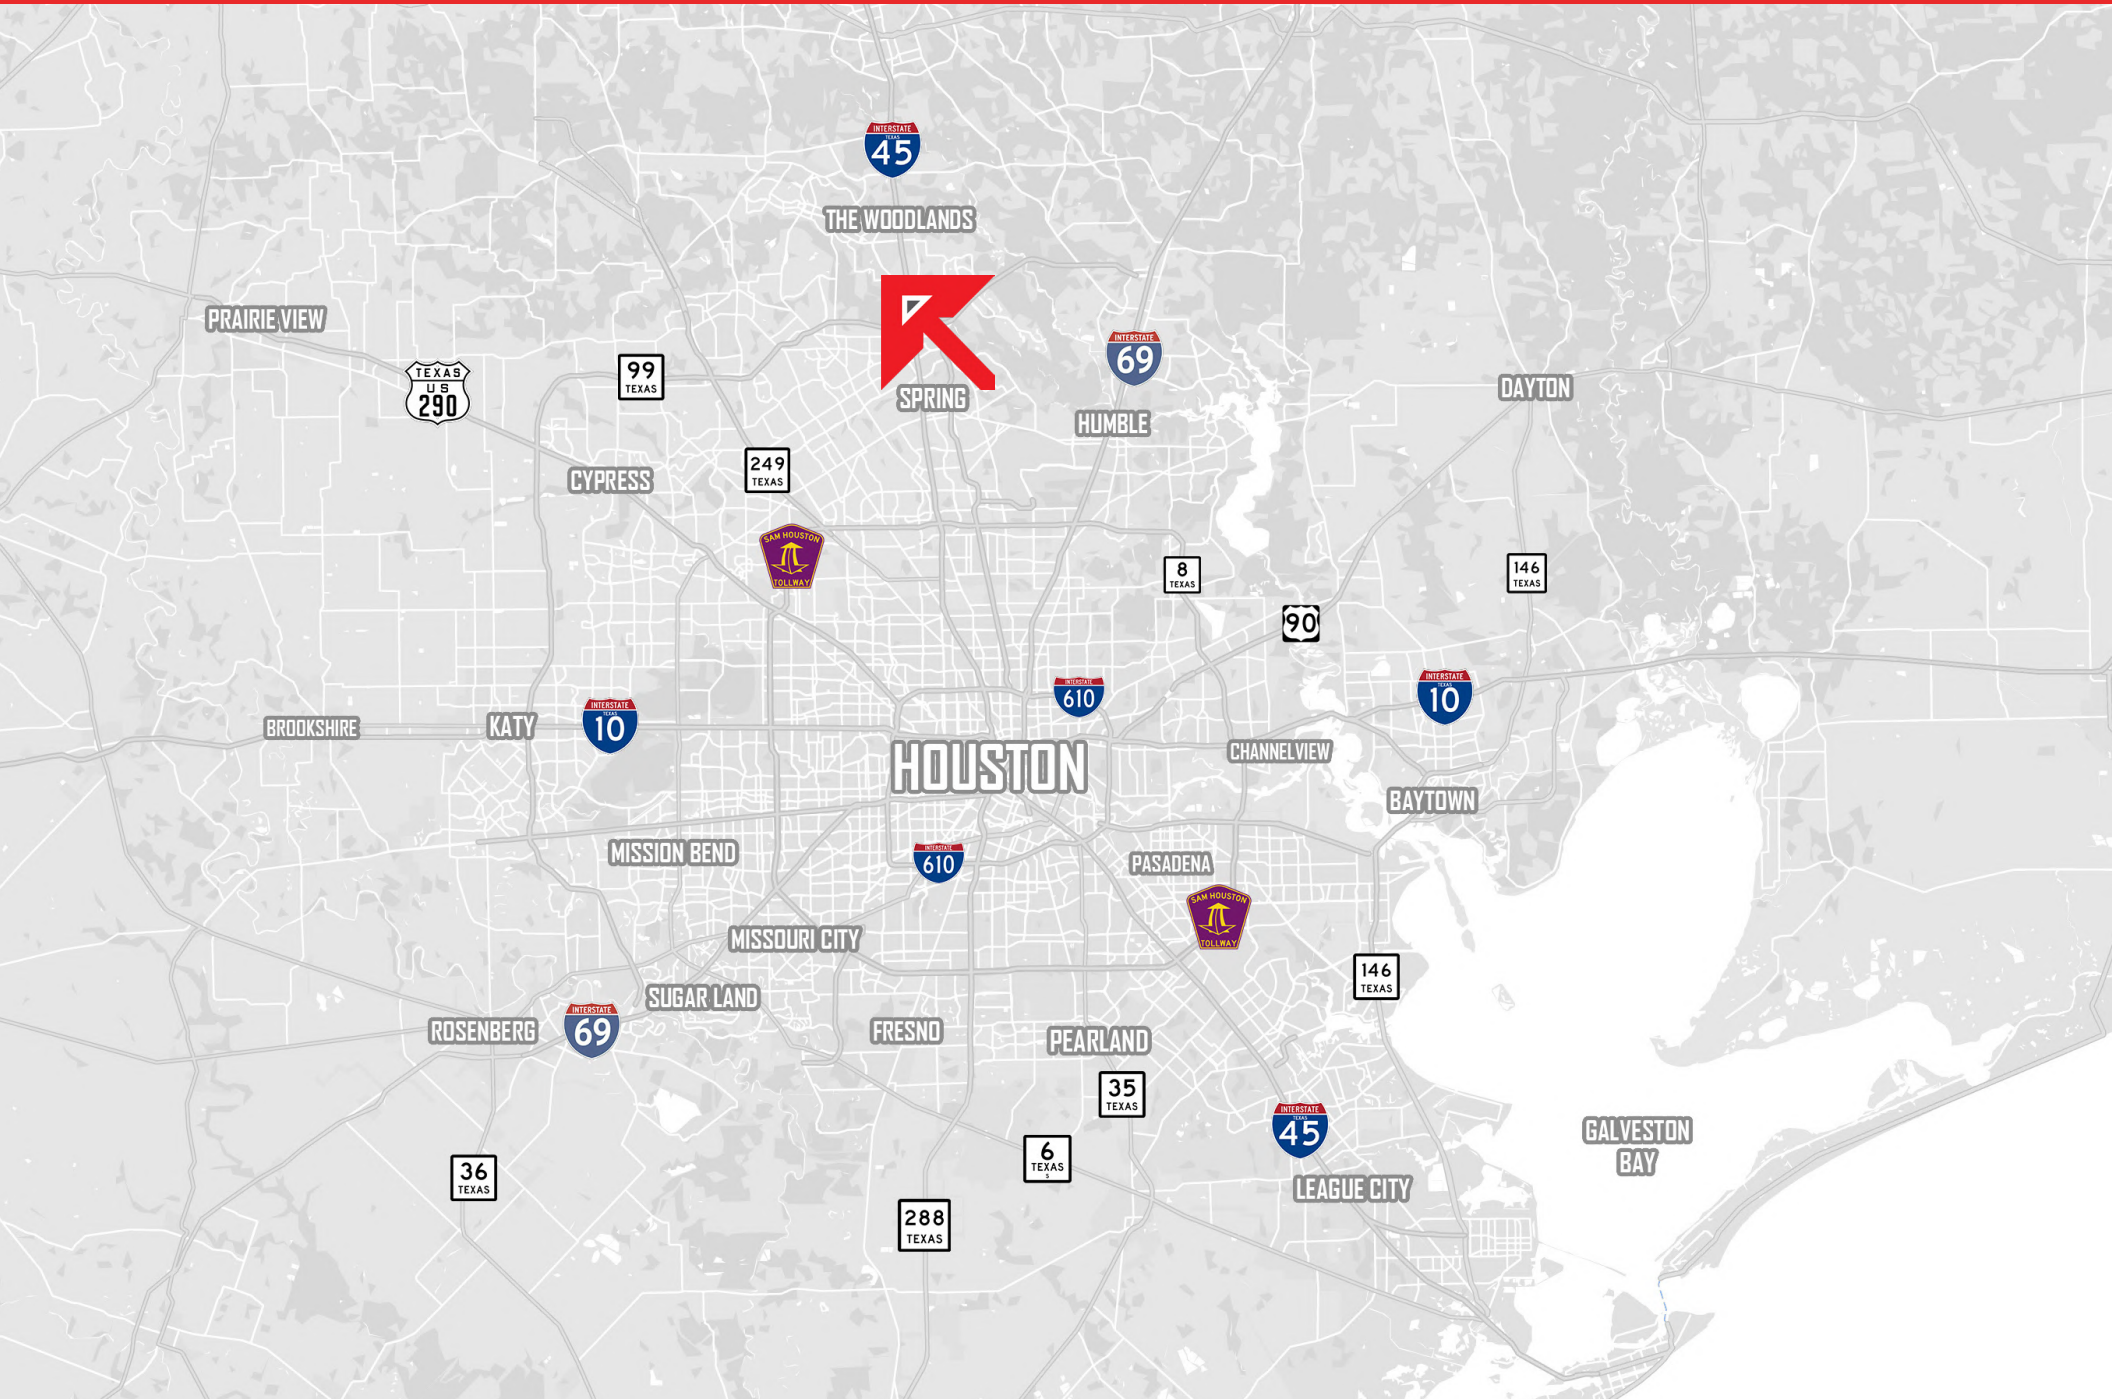 INTERSTATE
TEXAS
45
THE WOODLANDS
PRAIRIE VIEW
INTERSTATE
69
TEXAS
US
290
99
TEXAS
SPRING
DAYTON
HUMBLE
249
TEXAS
CYPRESS
SAM HOUSTON
TOLLWAY
8
TEXAS
146
TEXAS
90
INTERSTATE
610
INTERSTATE
TEXAS
10
BROOKSHIRE
KATY
INTERSTATE
TEXAS
10
HOUSTON
CHANNELVIEW
BAYTOWN
MISSION BEND
INTERSTATE
610
PASADENA
SAM HOUSTON
TOLLWAY
MISSOURI CITY
146
TEXAS
SUGAR LAND
ROSENBERG
INTERSTATE
69
FRESNO
PEARLAND
35
TEXAS
INTERSTATE
TEXAS
45
GALVESTON
BAY
6
TEXAS
S
36
TEXAS
LEAGUE CITY
288
TEXAS